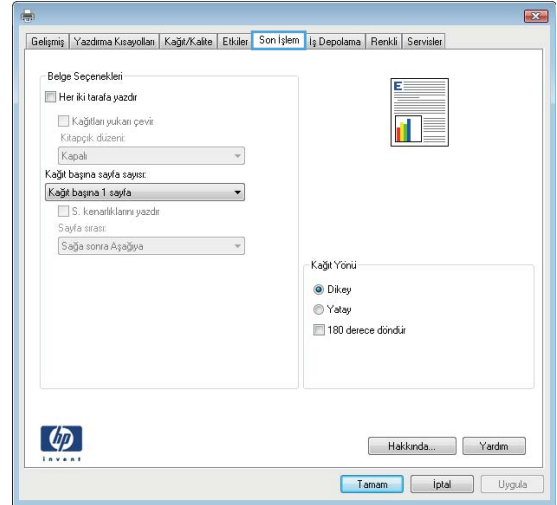 Gelişmiş Yazdırma Kısayolları Kağıt/Kalite Etkiler Son İşlem İş Depolama Renkli Servisler
Belge Seçenekleri
Her iki tarafa yazdır
Kağıtları yukarı çevir
Kitapçık düzeni:
Kapalı
Kağıt başına sayfa sayısı:
Kağıt başına 1 sayfa
S. kenarlıklarını yazdır
Sayfa sırası:
Sağa sonra Aşağıya
E
Kağıt Yönü
Dikey
Yatay
180 derece döndür
hp
invent
Hakkında... Yardım
Tamam İptal Uygula